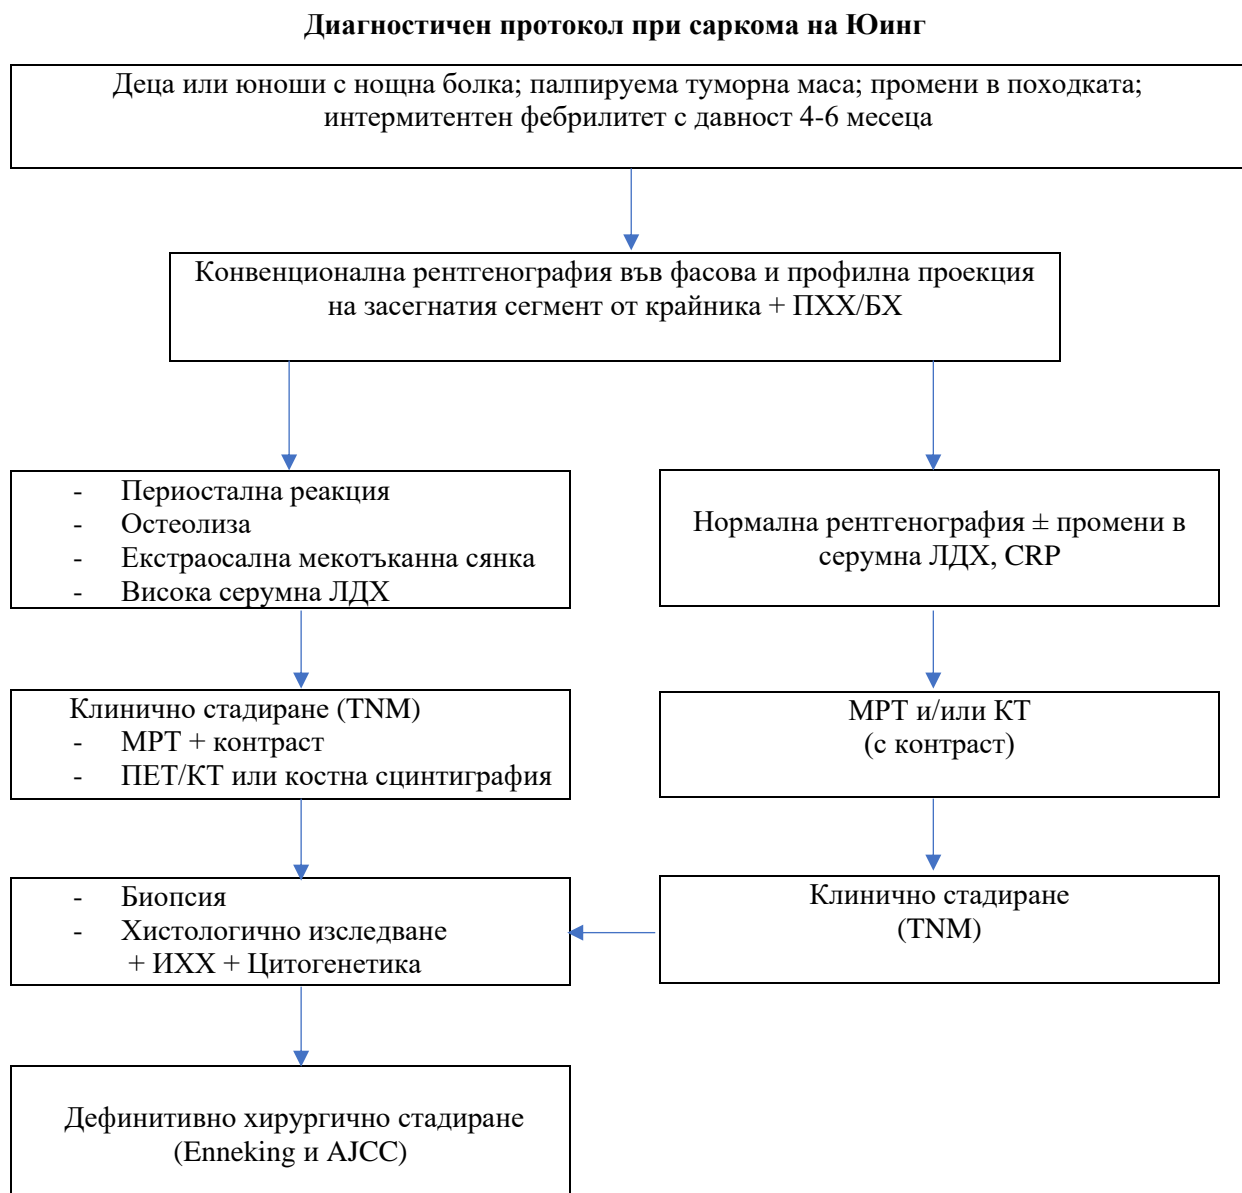 Диагностичен протокол при саркома на Юинг
Деца или юноши с нощна болка; палпируема туморна маса; промени в походката;
интермитентен фебрилитет с давност 4-6 месеца
Конвенционална рентгенография във фасова и профилна проекция
на засегнатия сегмент от крайника + ПХХ/БХ
- Периостална реакция
- Остеолиза
- Екстраосална мекотъканна сянка
- Висока серумна ЛДХ
Нормална рентгенография ± промени в
серумна ЛДХ, CRP
Клинично стадиране (TNM)
- МРТ + контраст
- ПЕТ/КТ или костна сцинтиграфия
МРТ и/или КТ
(с контраст)
- Биопсия
- Хистологично изследване
+ ИХХ + Цитогенетика
Клинично стадиране
(TNM)
Дефинитивно хирургично стадиране
(Enneking и AJCC)